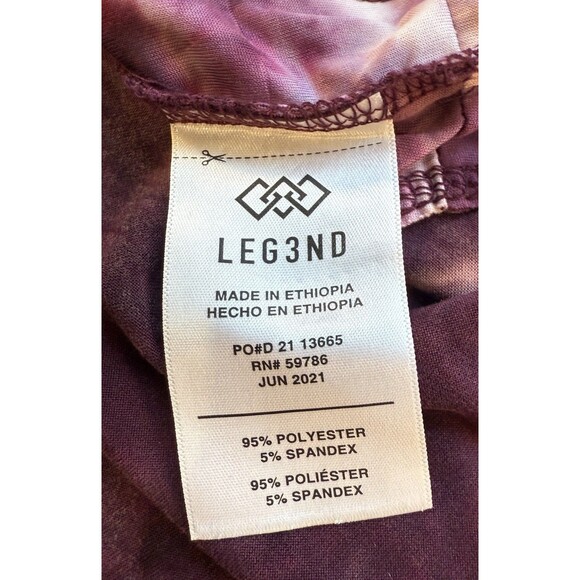 LEG3ND
MADE IN ETHIOPIA
HECHO EN ETHIOPIA
PO#D 21 13665
RN# 59786
JUN 2021
95% POLYESTER
5% SPANDEX
95% POLIÉSTER
5% SPANDEX